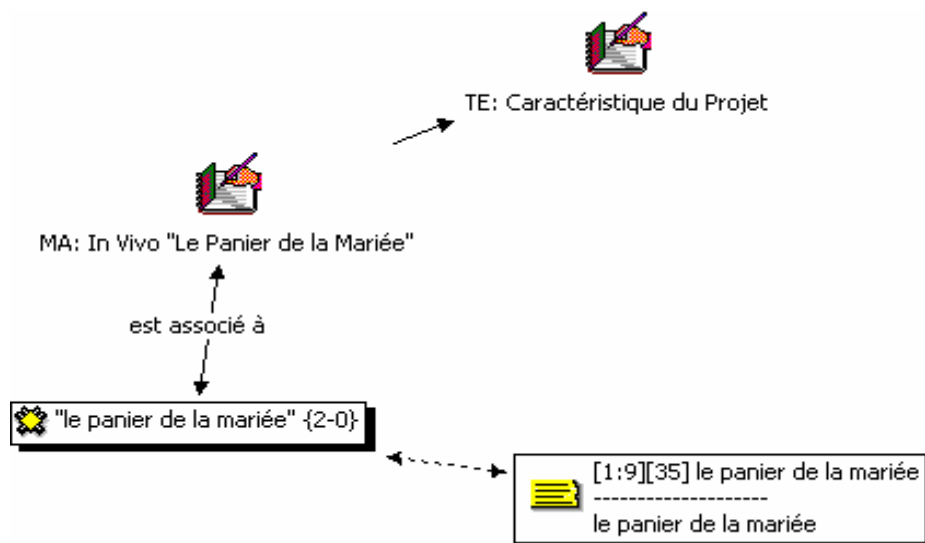 TE: Caractéristique du Projet
MA: In Vivo "Le Panier de la Mariée"
est associé à
"le panier de la mariée" {2-0}
[1:9][35] le panier de la mariée
--------------------
le panier de la mariée